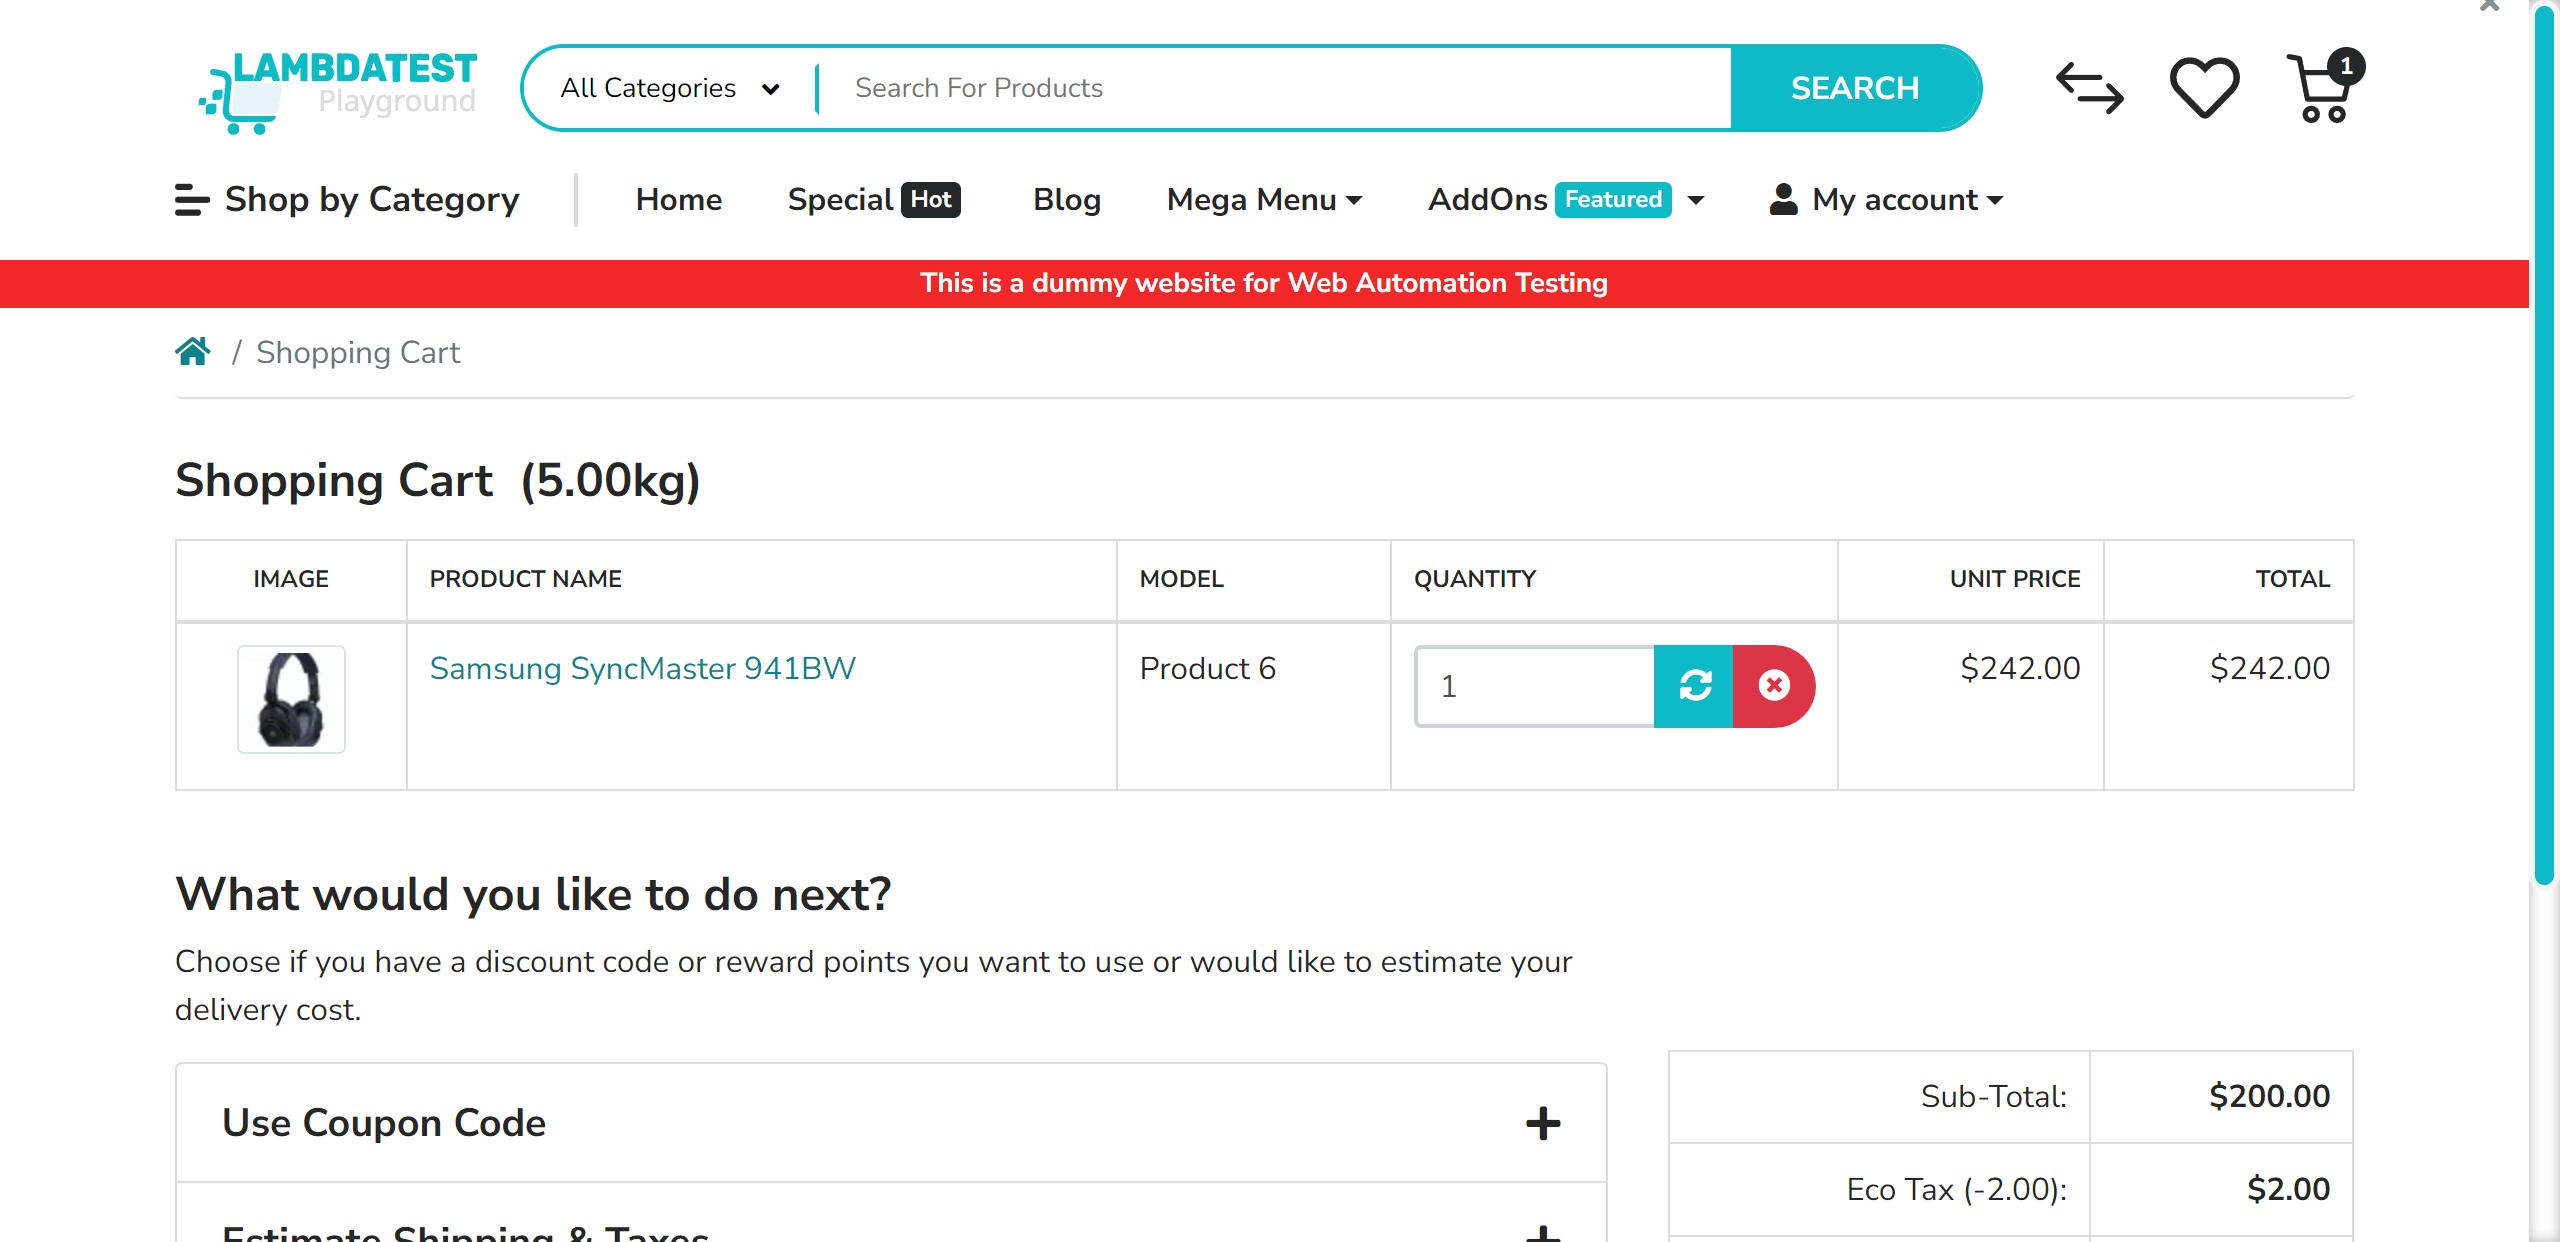 LAMBDATEST
Playground
All Categories
Search For Products
SEARCH
1
Shop by Category
Home
Special Hot
Blog
Mega Menu
AddOns Featured
My account
This is a dummy website for Web Automation Testing
/ Shopping Cart
Shopping Cart (5.00kg)
IMAGE PRODUCT NAME MODEL QUANTITY UNIT PRICE TOTAL
Samsung SyncMaster 941BW Product 6 1 $242.00 $242.00
What would you like to do next?
Choose if you have a discount code or reward points you want to use or would like to estimate your
delivery cost.
Use Coupon Code
Estimate Shipping & Taxes
Sub-Total: $200.00
Eco Tax (-2.00): $2.00